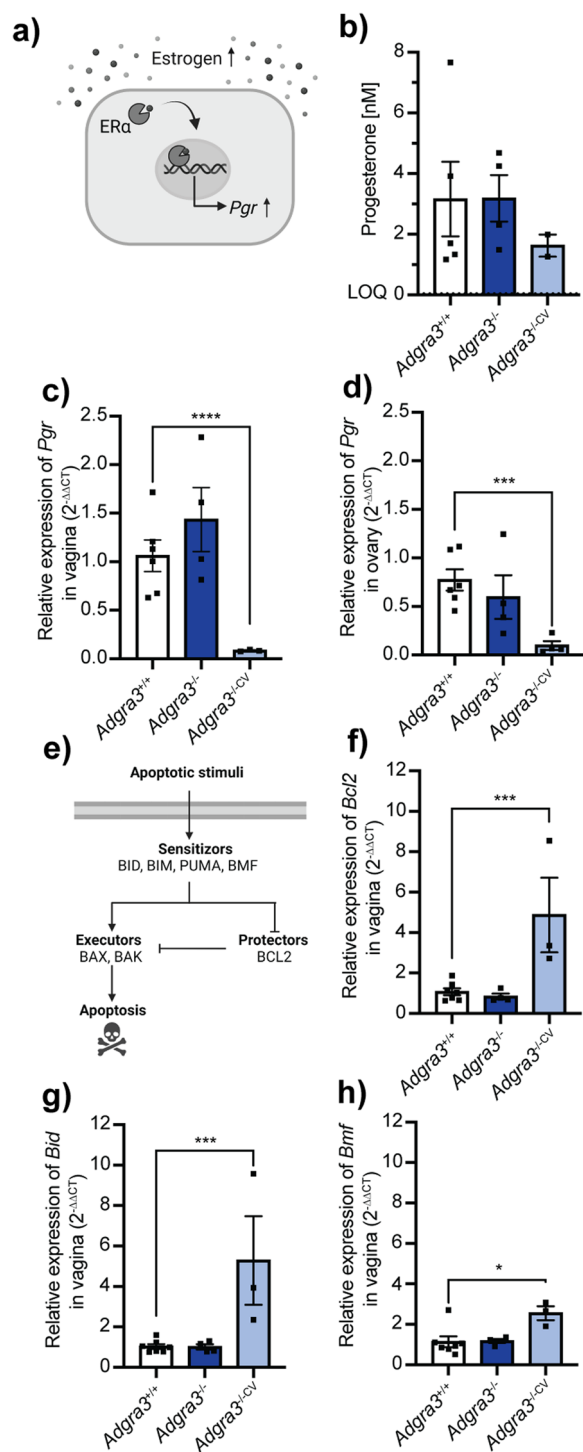 a)
Estrogen ↑
ERα
Pgr ↑
b)
Progesterone [nM]
8
6
4
2
LOQ 0
Adgra3+/+
Adgra3-/-
Adgra3-/-CV
c)
Relative expression of Pgr
in vagina (2-ΔΔCT)
2.5
2.0
1.5
1.0
0.5
0.0
****
Adgra3+/+
Adgra3-/-
Adgra3-/-CV
d)
Relative expression of Pgr
in ovary (2-ΔΔCT)
2.5
2.0
1.5
1.0
0.5
0.0
***
Adgra3+/+
Adgra3-/-
Adgra3-/-CV
e)
Apoptotic stimuli
Sensitizors
BID, BIM, PUMA, BMF
Executors
BAX, BAK
Protectors
BCL2
Apoptosis
f)
Relative expression of Bcl2
in vagina (2-ΔΔCT)
12
10
8
6
4
2
0
***
Adgra3+/+
Adgra3-/-
Adgra3-/-CV
g)
Relative expression of Bid
in vagina (2-ΔΔCT)
12
10
8
6
4
2
0
***
Adgra3+/+
Adgra3-/-
Adgra3-/-CV
h)
Relative expression of Bmf
in vagina (2-ΔΔCT)
12
10
8
6
4
2
0
*
Adgra3+/+
Adgra3-/-
Adgra3-/-CV